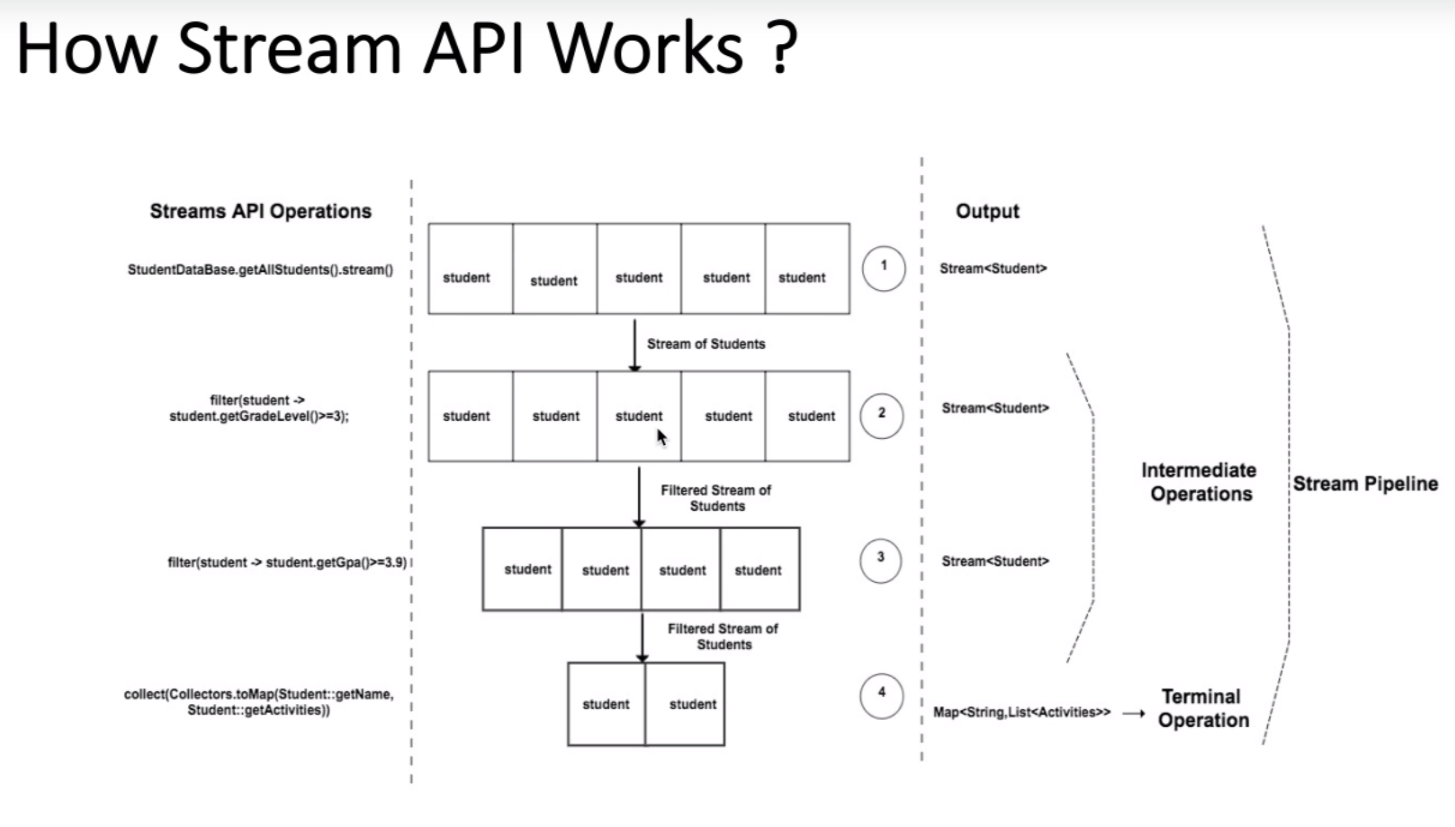 How Stream API Works ?
Streams API Operations
Output
StudentDataBase.getAllStudents().stream()
student
student
student
student
student
1
Stream<Student>
Stream of Students
filter(student ->
student.getGradeLevel()>=3);
student
student
student
student
student
2
Stream<Student>
Intermediate
Operations
Stream Pipeline
Filtered Stream of
Students
filter(student -> student.getGpa()>=3.9)
student
student
student
student
3
Stream<Student>
Filtered Stream of
Students
collect(Collectors.toMap(Student::getName,
Student::getActivities))
student
student
4
Map<String,List<Activities>>
Terminal
Operation